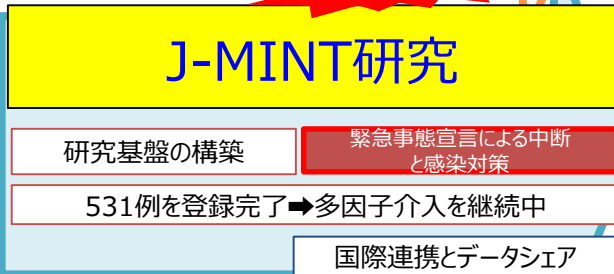 J-MINT研究
研究基盤の構築
緊急事態宣言による中断
と感染対策
531例を登録完了➡多因子介入を継続中
国際連携とデータシェア